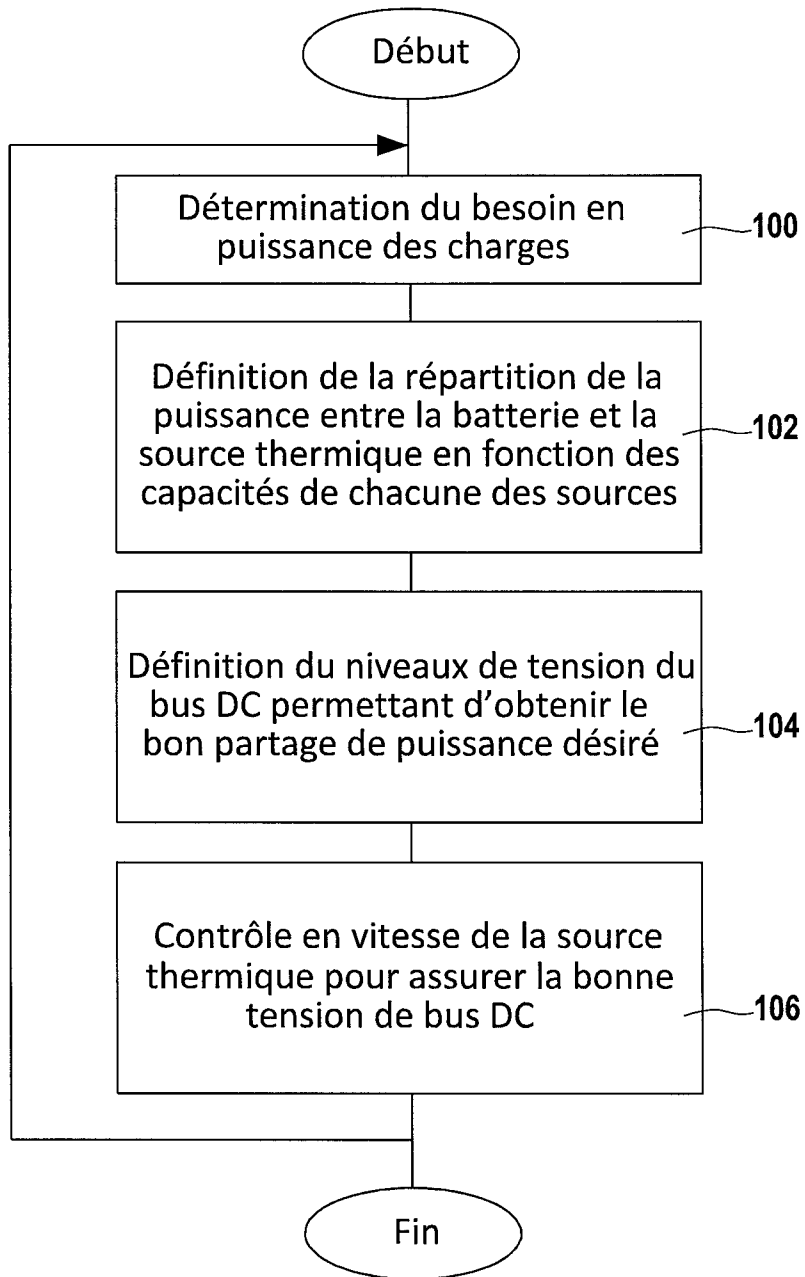 Début
Détermination du besoin en
puissance des charges
100
Définition de la répartition de la
puissance entre la batterie et la
source thermique en fonction des
capacités de chacune des sources
102
Définition du niveaux de tension du
bus DC permettant d'obtenir le
bon partage de puissance désiré
104
Contrôle en vitesse de la source
thermique pour assurer la bonne
tension de bus DC
106
Fin